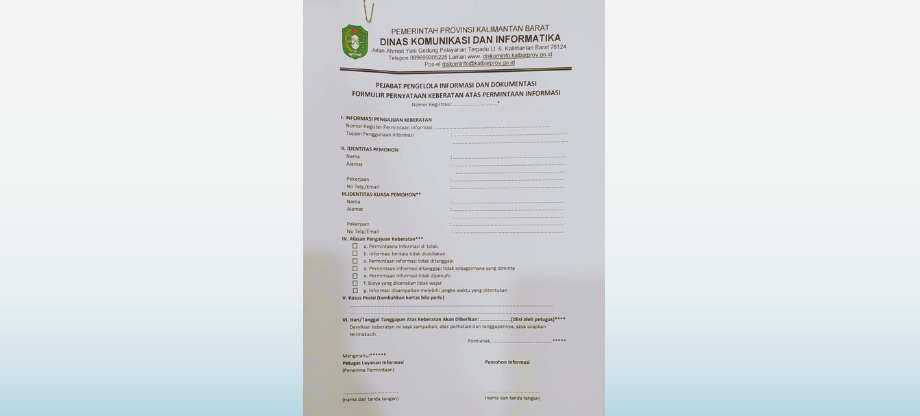 PEMERINTAH PROVINSI KALIMANTAN BARAT
DINAS KOMUNIKASI DAN INFORMATIKA
Jalan Ahmad Yani Gedung Pelayanan Terpadu Lt. 6, Kalimantan Barat 78124
Telepon Laman www. diskominfo.kalbarprov.go.id
Pos-el diskominfo@kalbarprov.go.id
PEJABAT PENGELOLA INFORMASI DAN DOKUMENTASI
FORMULIR PERNYATAAN KEBERATAN ATAS PERMINTAAN INFORMASI
Nomor Registrasi:........................*
I. INFORMASI PENGAJUAN KEBERATAN
Nomor Register Permintaan Informasi
Tujuan Penggunaan Informasi :
II. IDENTITAS PEMOHON
Nama :
Alamat :
Pekerjaan :
No Telp/Email :
III.IDENTITAS KUASA PEMOHON**
Nama :
Alamat :
Pekerjaan :
No Telp/Email :
IV. Alasan Pengajuan Keberatan***
a. Permintaana Informasi di tolak.
b. Informasi berkala tidak disediakan
c. Permintaan informasi tidak ditanggapi
d. Permintaan informasi ditanggapi tidak sebagaimana yang diminta
e. Permintaan informasi tidak dipenuhi
f. Biaya yang dikenakan tidak wajar
g. Informasi disampaikan melebihi jangka waktu yang ditentukan
V. Kasus Posisi (tambahkan kertas bila perlu)
VI. Hari/Tanggal Tanggapan Atas Keberatan Akan Diberikan : ................[diisi oleh petugas]****
Demikian keberatan ini saya sampaikan, atas perhatian dan tanggapannya, saya ucapkan
terimakasih.
Pontianak,................................*****
Mengetahui******
Petugas Layanan Informasi Pemohon Informasi
(Penerima Permintaan)
(nama dan tanda tangan) (nama dan tanda tangan)